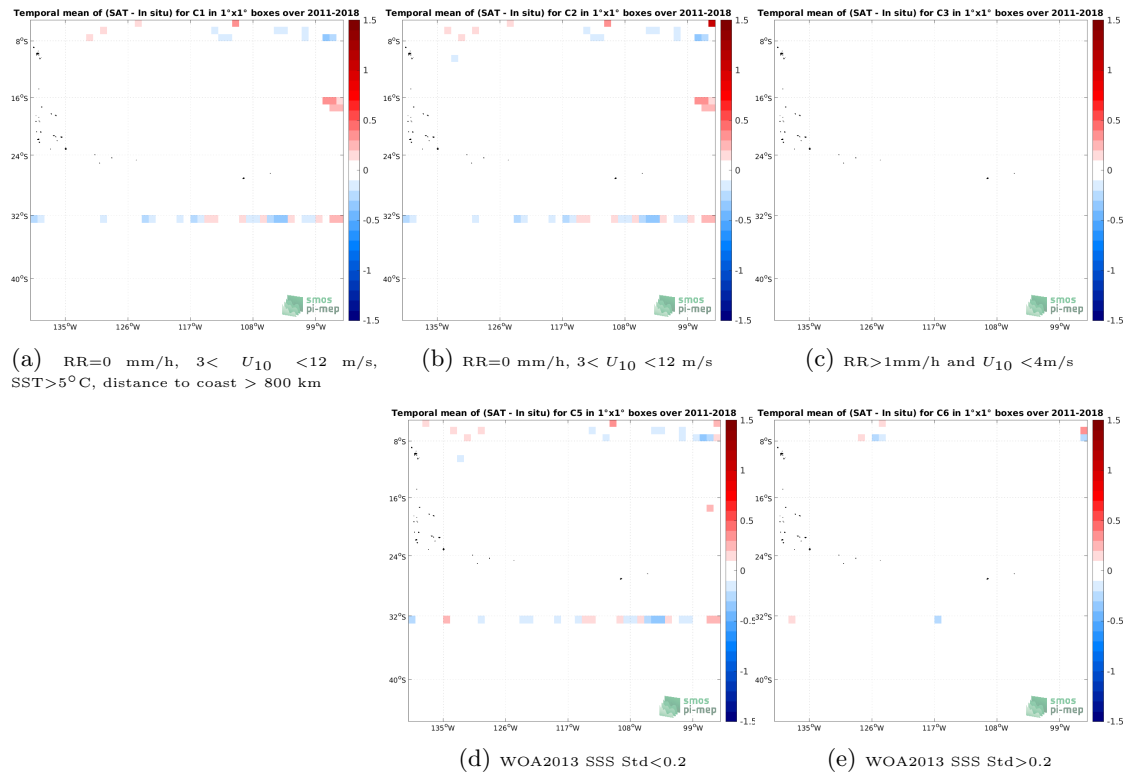 Temporal mean of (SAT - In situ) for C1 in 1°x1° boxes over 2011-2018
8°S
16°S
24°S
32°S
40°S
135°W 126°W 117°W 108°W 99°W
1.5
1
0.5
0
-0.5
-1
-1.5
smos
pi-mep
(a) RR=0 mm/h, 3< U10 <12 m/s,
SST>5°C, distance to coast > 800 km
Temporal mean of (SAT - In situ) for C2 in 1°x1° boxes over 2011-2018
8°S
16°S
24°S
32°S
40°S
135°W 126°W 117°W 108°W 99°W
1.5
1
0.5
0
-0.5
-1
-1.5
smos
pi-mep
(b) RR=0 mm/h, 3< U10 <12 m/s
Temporal mean of (SAT - In situ) for C3 in 1°x1° boxes over 2011-2018
8°S
16°S
24°S
32°S
40°S
135°W 126°W 117°W 108°W 99°W
1.5
1
0.5
0
-0.5
-1
-1.5
smos
pi-mep
(c) RR>1mm/h and U10 <4m/s
Temporal mean of (SAT - In situ) for C5 in 1°x1° boxes over 2011-2018
8°S
16°S
24°S
32°S
40°S
135°W 126°W 117°W 108°W 99°W
1.5
1
0.5
0
-0.5
-1
-1.5
smos
pi-mep
(d) WOA2013 SSS Std<0.2
Temporal mean of (SAT - In situ) for C6 in 1°x1° boxes over 2011-2018
8°S
16°S
24°S
32°S
40°S
135°W 126°W 117°W 108°W 99°W
1.5
1
0.5
0
-0.5
-1
-1.5
smos
pi-mep
(e) WOA2013 SSS Std>0.2